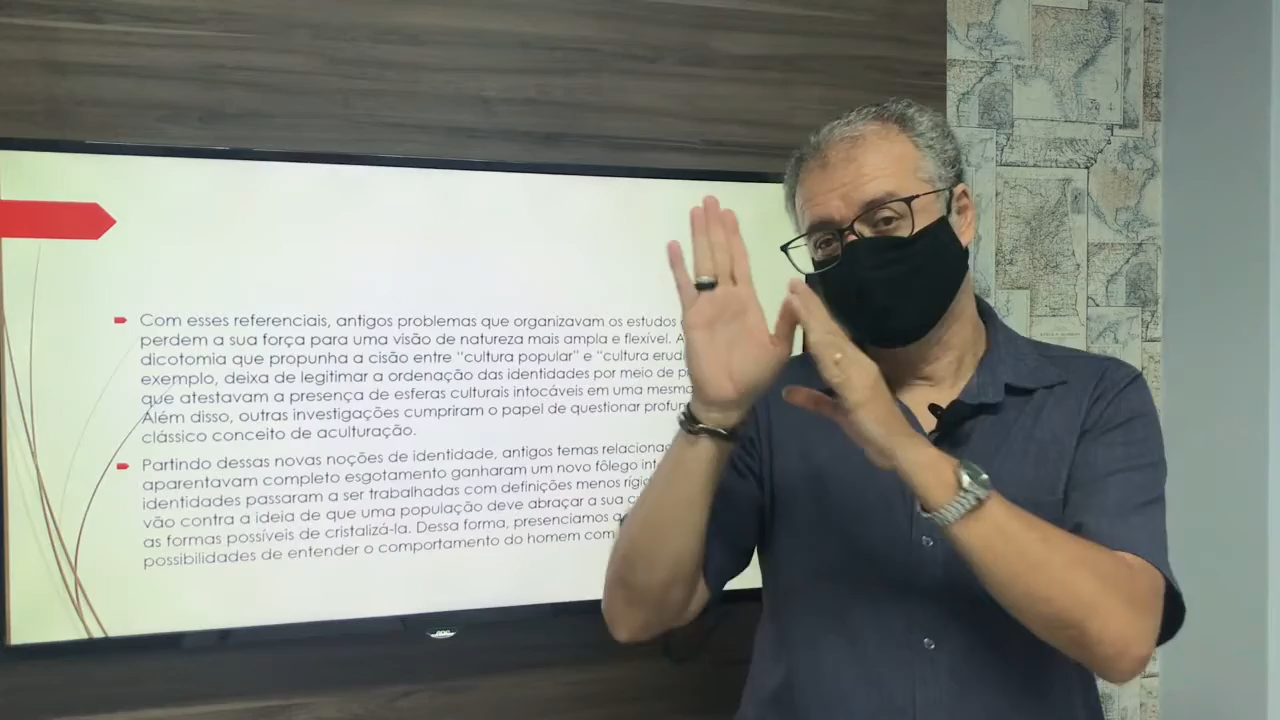 Com esses referenciais, antigos problemas que organizavam os estudos
perdem a sua força para uma visão de natureza mais ampla e flexível. A
dicotomia que propunha a cisão entre “cultura popular” e “cultura erudi
exemplo, deixa de legitimar a ordenação das identidades por meio de
que atestavam a presença de esferas culturais intocáveis em uma mesma
Além disso, outras investigações cumpriram o papel de questionar
clássico conceito de aculturação.
Partindo dessas novas noções de identidade, antigos temas
aparentavam completo esgotamento ganharam um novo fôlego
identidades passaram a ser trabalhadas com definições menos
vão contra a ideia de que uma população deve abraçar a sua
as formas possíveis de cristalizá-la. Dessa forma, presenciamos
possibilidades de entender o comportamento do homem com
AOC